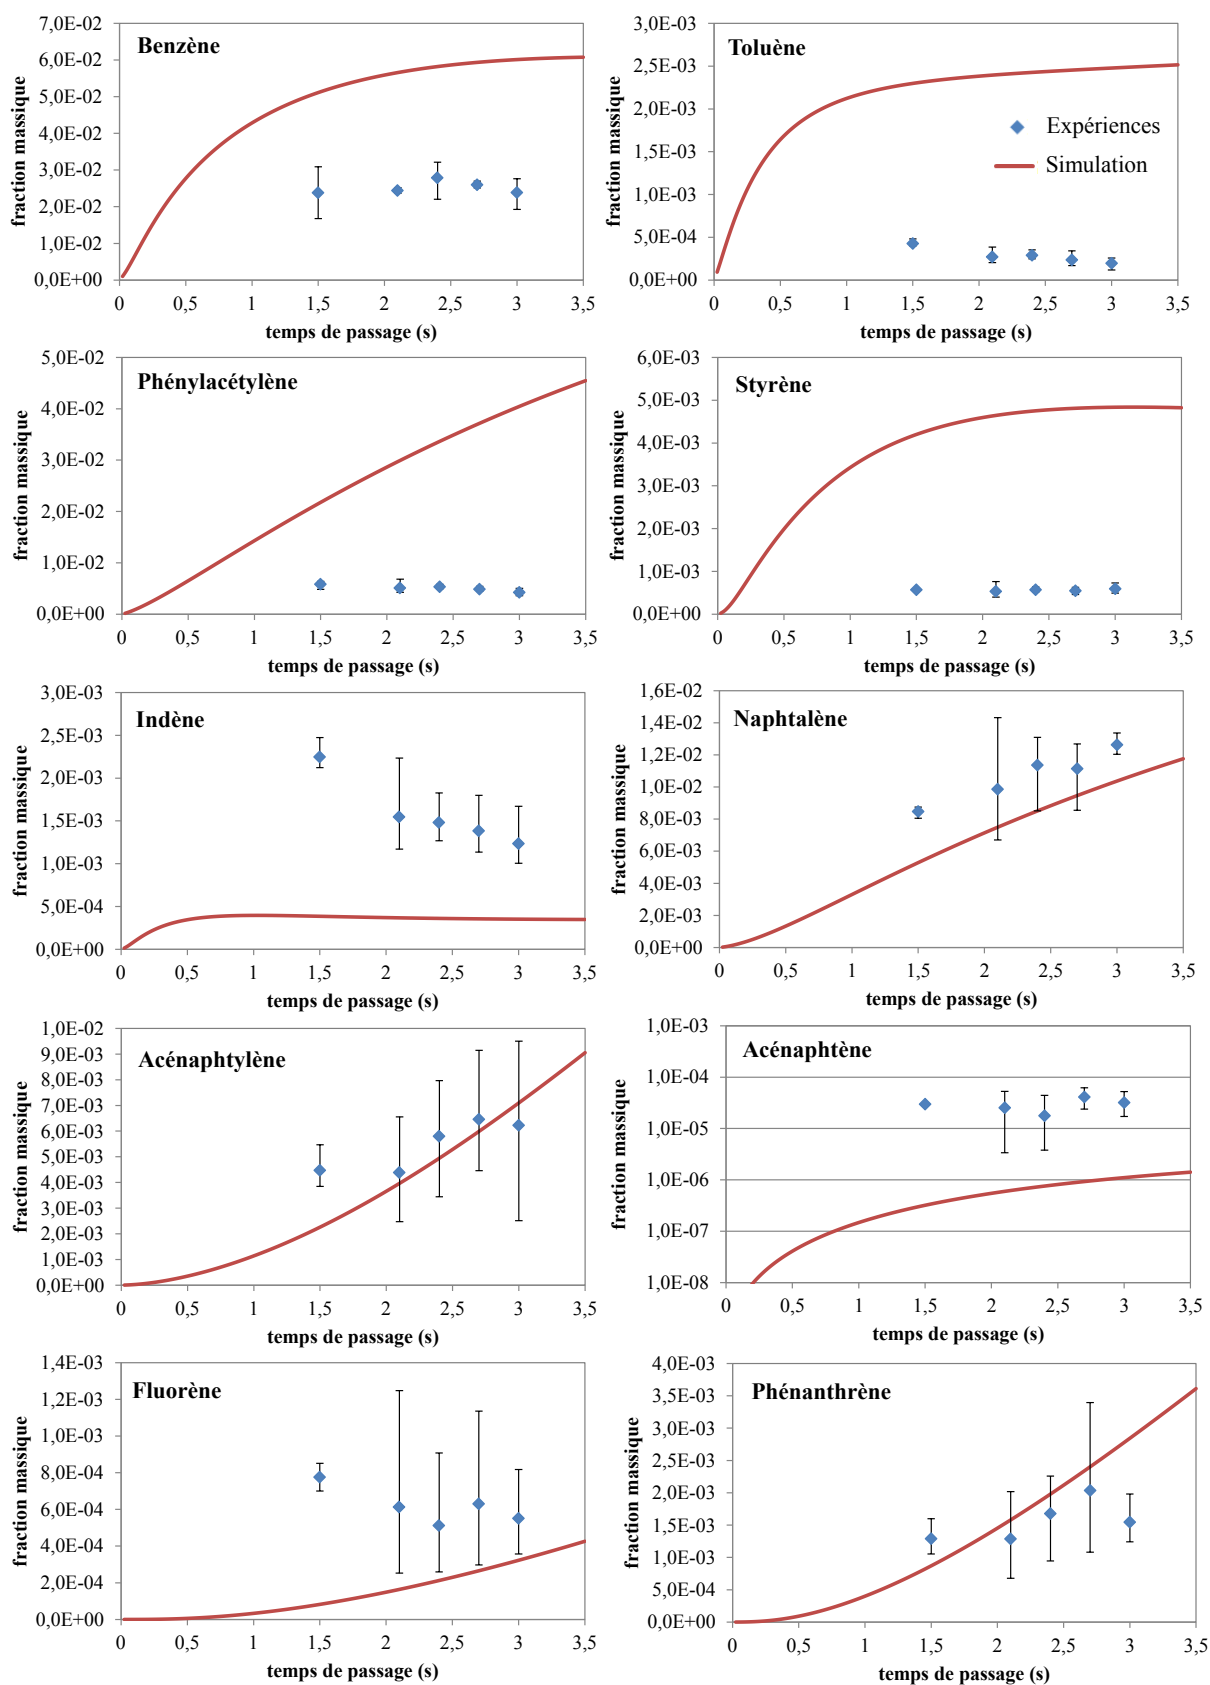 Benzène
fraction massique
7,0E-02
6,0E-02
5,0E-02
4,0E-02
3,0E-02
2,0E-02
1,0E-02
0,0E+00
0 0,5 1 1,5 2 2,5 3 3,5
temps de passage (s)
Toluène
fraction massique
3,0E-03
2,5E-03
2,0E-03
1,5E-03
1,0E-03
5,0E-04
0,0E+00
Expériences
Simulation
0 0,5 1 1,5 2 2,5 3 3,5
temps de passage (s)
Phénylacétylène
fraction massique
5,0E-02
4,0E-02
3,0E-02
2,0E-02
1,0E-02
0,0E+00
0 0,5 1 1,5 2 2,5 3 3,5
temps de passage (s)
Styrène
fraction massique
6,0E-03
5,0E-03
4,0E-03
3,0E-03
2,0E-03
1,0E-03
0,0E+00
0 0,5 1 1,5 2 2,5 3 3,5
temps de passage (s)
Indène
fraction massique
3,0E-03
2,5E-03
2,0E-03
1,5E-03
1,0E-03
5,0E-04
0,0E+00
0 0,5 1 1,5 2 2,5 3 3,5
temps de passage (s)
Naphtalène
fraction massique
1,6E-02
1,4E-02
1,2E-02
1,0E-02
8,0E-03
6,0E-03
4,0E-03
2,0E-03
0,0E+00
0 0,5 1 1,5 2 2,5 3 3,5
temps de passage (s)
Acénaphtylène
fraction massique
1,0E-02
9,0E-03
8,0E-03
7,0E-03
6,0E-03
5,0E-03
4,0E-03
3,0E-03
2,0E-03
1,0E-03
0,0E+00
0 0,5 1 1,5 2 2,5 3 3,5
temps de passage (s)
Acénaphtène
fraction massique
1,0E-03
1,0E-04
1,0E-05
1,0E-06
1,0E-07
1,0E-08
0 0,5 1 1,5 2 2,5 3 3,5
temps de passage (s)
Fluorène
fraction massique
1,4E-03
1,2E-03
1,0E-03
8,0E-04
6,0E-04
4,0E-04
2,0E-04
0,0E+00
0 0,5 1 1,5 2 2,5 3 3,5
temps de passage (s)
Phénanthrène
fraction massique
4,0E-03
3,5E-03
3,0E-03
2,5E-03
2,0E-03
1,5E-03
1,0E-03
5,0E-04
0,0E+00
0 0,5 1 1,5 2 2,5 3 3,5
temps de passage (s)